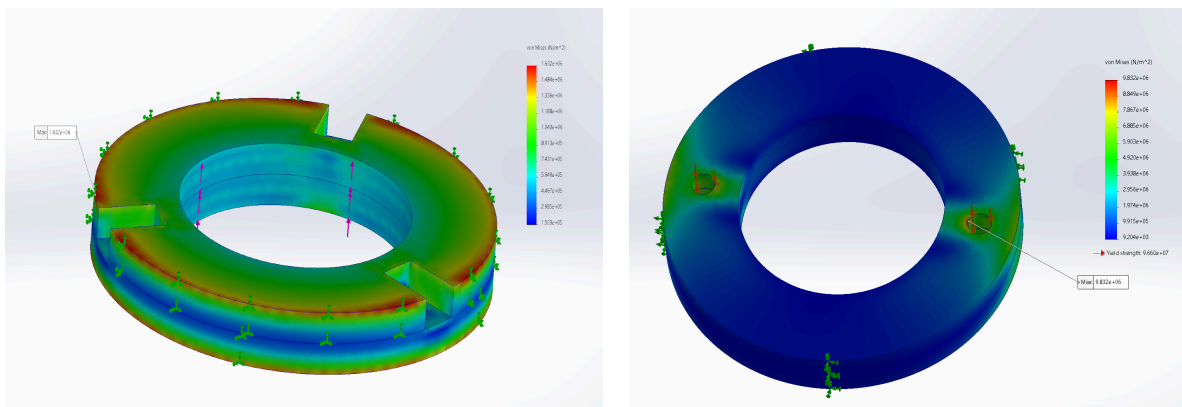 von Mises (N/m^2)
1.632e+06
1.484e+06
1.336e+06
1.188e+06
1.040e+06
8.913e+05
7.431e+05
5.949e+05
4.467e+05
2.985e+05
1.503e+05
Max: 1.632e+06
von Mises (N/m^2)
9.832e+06
8.849e+06
7.867e+06
6.885e+06
5.903e+06
4.920e+06
3.938e+06
2.956e+06
1.974e+06
9.915e+05
9.204e+03
Yield strength: 9.660e+07
Max: 9.832e+06